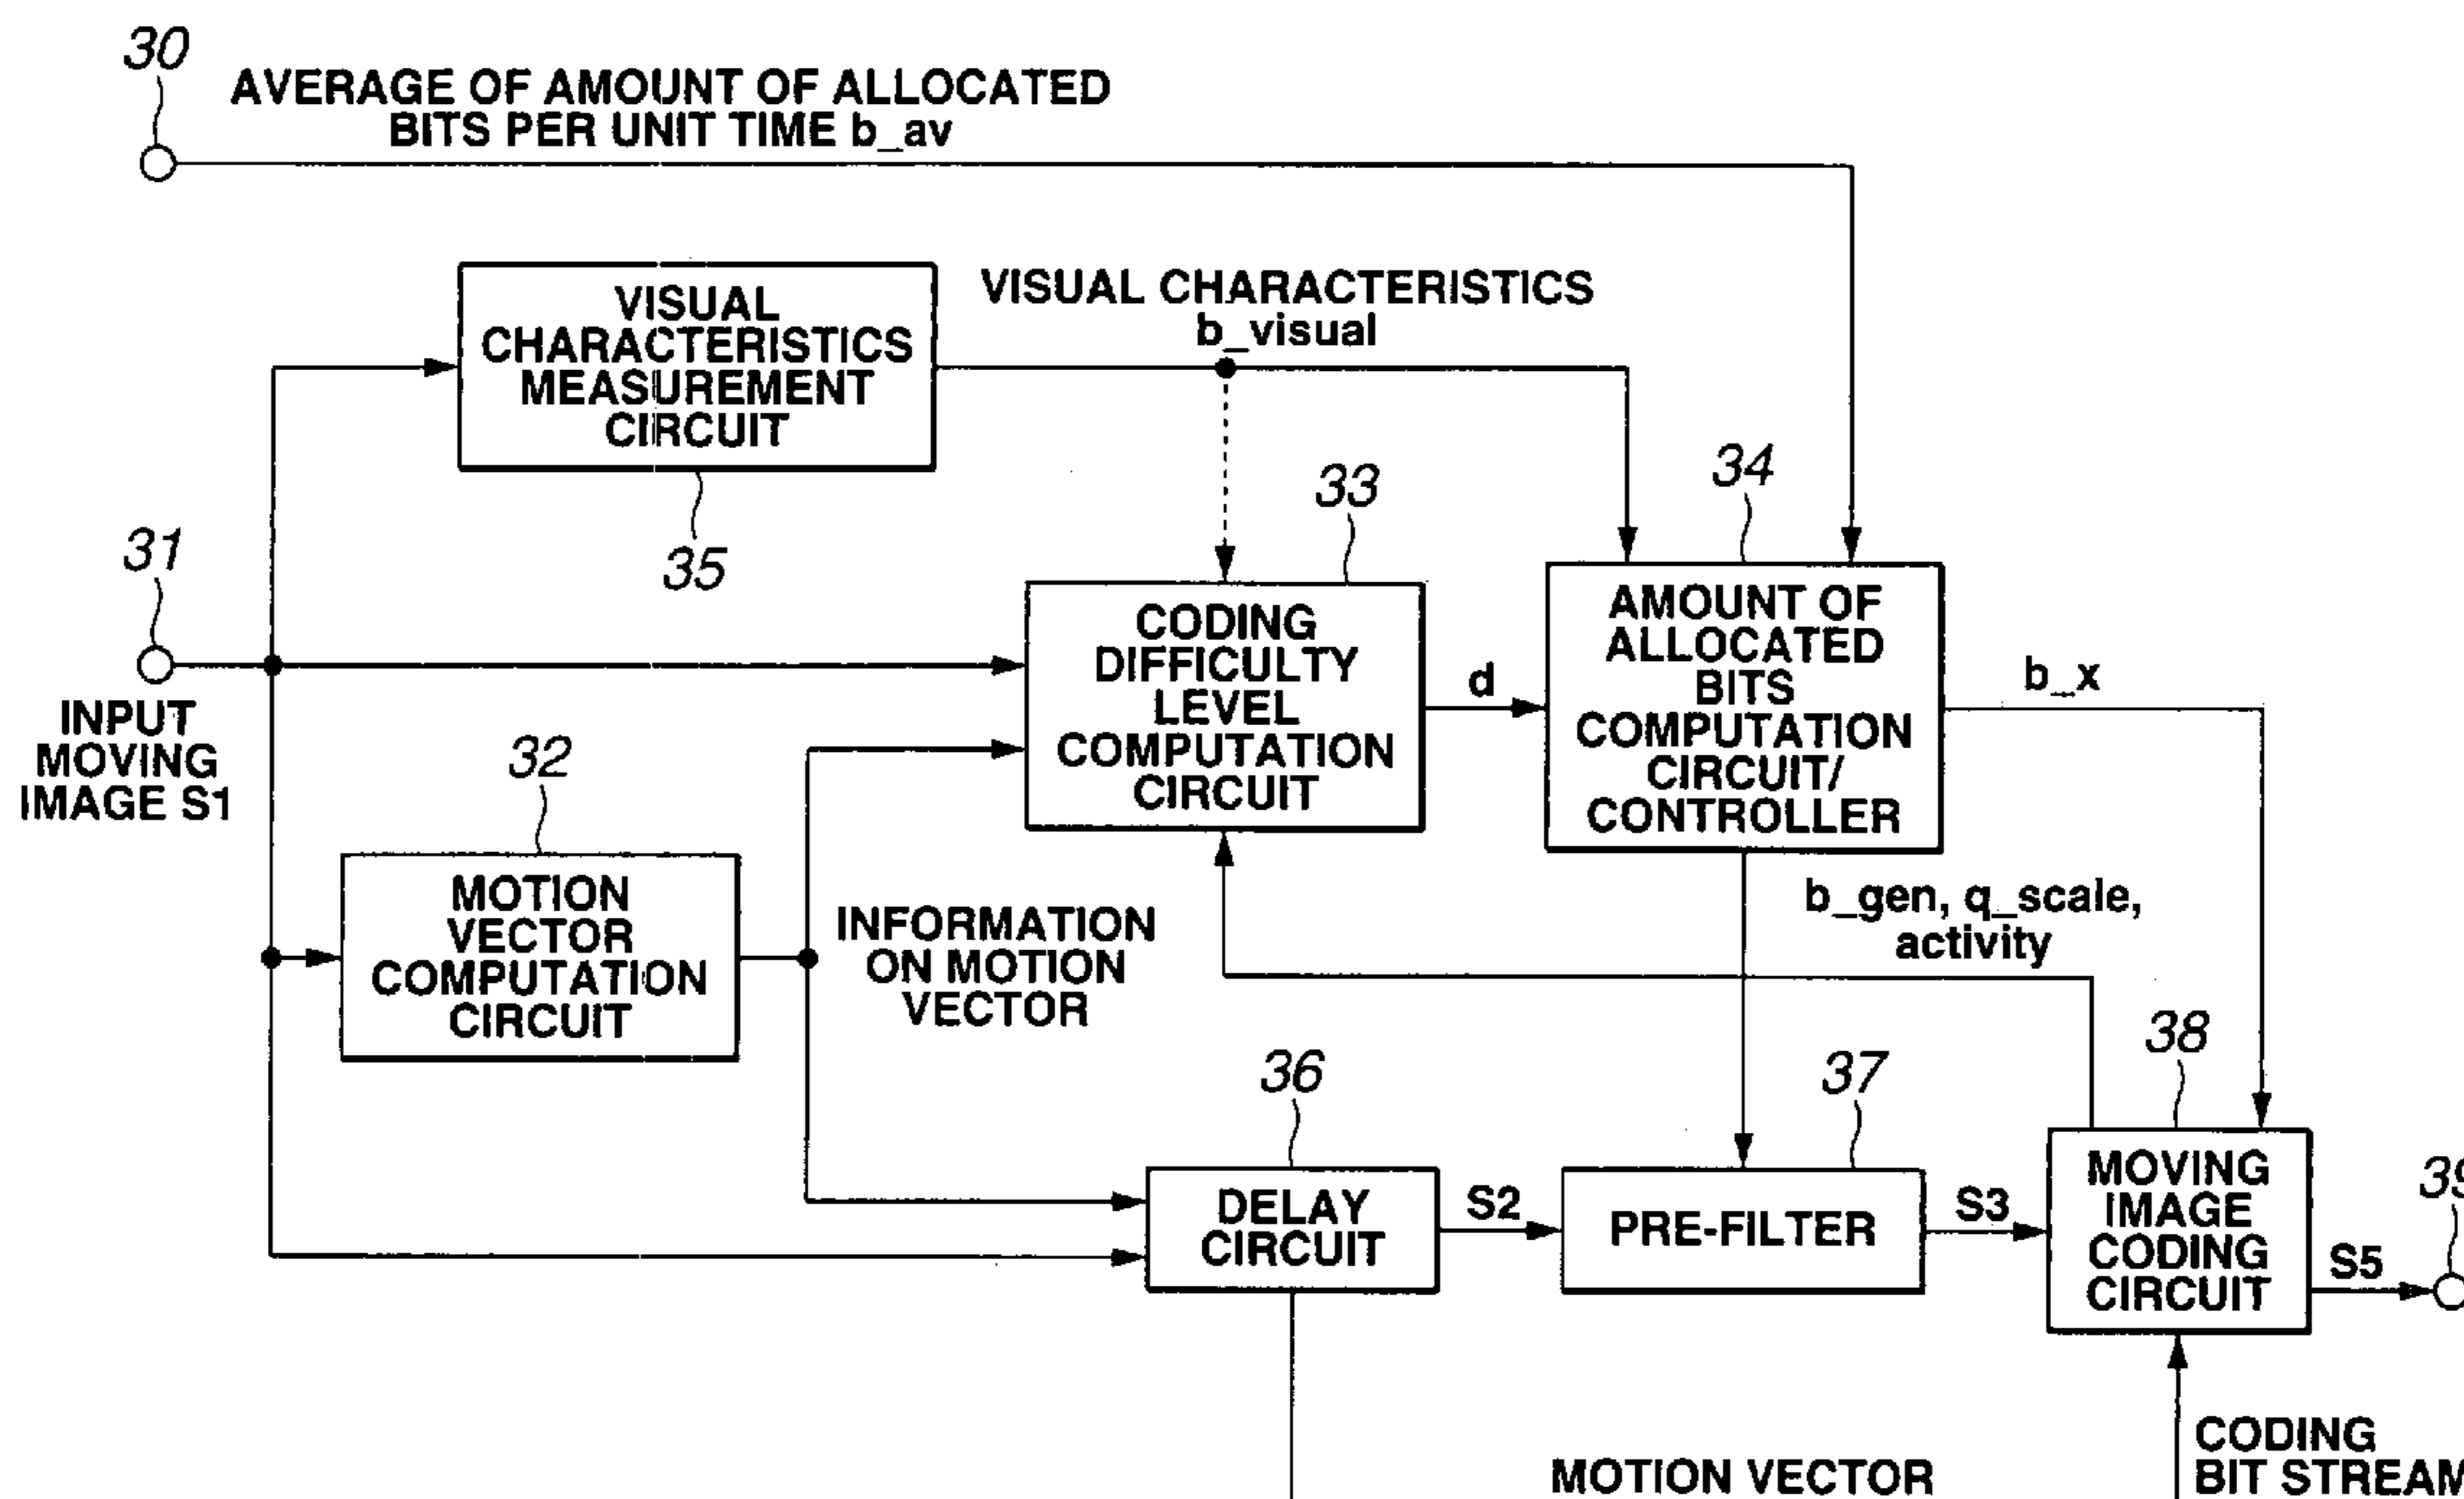 30
AVERAGE OF AMOUNT OF ALLOCATED
BITS PER UNIT TIME b_av
VISUAL
CHARACTERISTICS
MEASUREMENT
CIRCUIT
35
VISUAL CHARACTERISTICS
b_visual
31
INPUT
MOVING
IMAGE S1
33
CODING
DIFFICULTY
LEVEL
COMPUTATION
CIRCUIT
d
34
AMOUNT OF
ALLOCATED
BITS
COMPUTATION
CIRCUIT/
CONTROLLER
b_x
32
MOTION
VECTOR
COMPUTATION
CIRCUIT
INFORMATION
ON MOTION
VECTOR
b_gen, q_scale,
activity
36
DELAY
CIRCUIT
S2
37
PRE-FILTER
S3
38
MOVING
IMAGE
CODING
CIRCUIT
S5
39
MOTION VECTOR
CODING
BIT STREAM